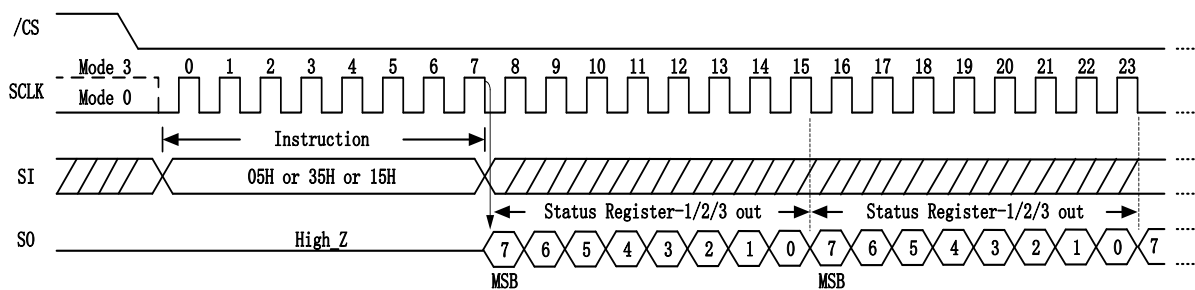 /CS
Mode 3 0 1 2 3 4 5 6 7 8 9 10 11 12 13 14 15 16 17 18 19 20 21 22 23
SCLK
Mode 0
Instruction
SI 05H or 35H or 15H
Status Register-1/2/3 out Status Register-1/2/3 out
SO High_Z 7 6 5 4 3 2 1 0 7 6 5 4 3 2 1 0 7
MSB MSB